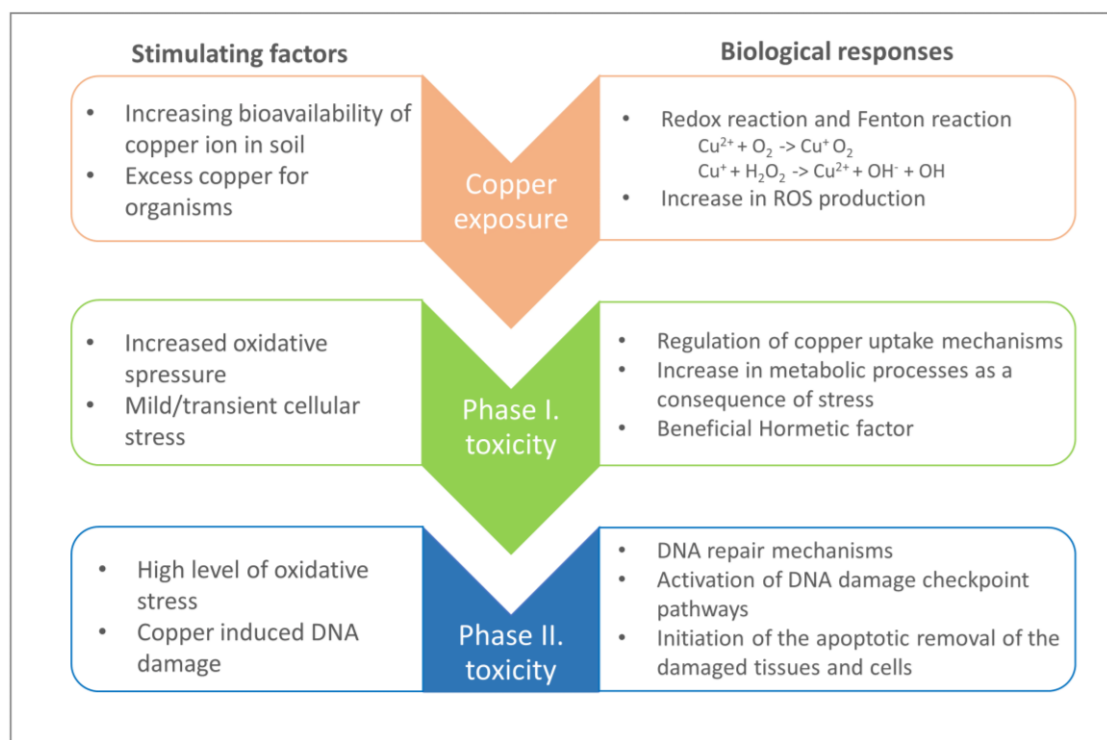 Stimulating factors
Biological responses
• Increasing bioavailability of
copper ion in soil
• Excess copper for
organisms
Copper
exposure
• Redox reaction and Fenton reaction
Cu²⁺ + O₂ -> Cu⁺ O₂
Cu⁺ + H₂O₂ -> Cu²⁺ + OH⁻ + OH
• Increase in ROS production
• Increased oxidative
spressure
• Mild/transient cellular
stress
Phase I.
toxicity
• Regulation of copper uptake mechanisms
• Increase in metabolic processes as a
consequence of stress
• Beneficial Hormetic factor
• High level of oxidative
stress
• Copper induced DNA
damage
Phase II.
toxicity
• DNA repair mechanisms
• Activation of DNA damage checkpoint
pathways
• Initiation of the apoptotic removal of the
damaged tissues and cells